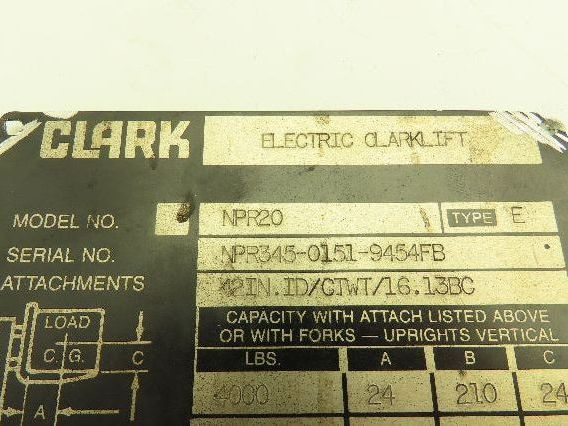 CLARK ELECTRIC CLARKLIFT
MODEL NO. NPR20 TYPE E
SERIAL NO. NPR345-0151-9454FB
ATTACHMENTS 42IN.ID/CTWT/16.13BC
CAPACITY WITH ATTACH LISTED ABOVE
OR WITH FORKS — UPRIGHTS VERTICAL
LOAD
C. G. C
A
LBS. A B C
4000 24 210 24